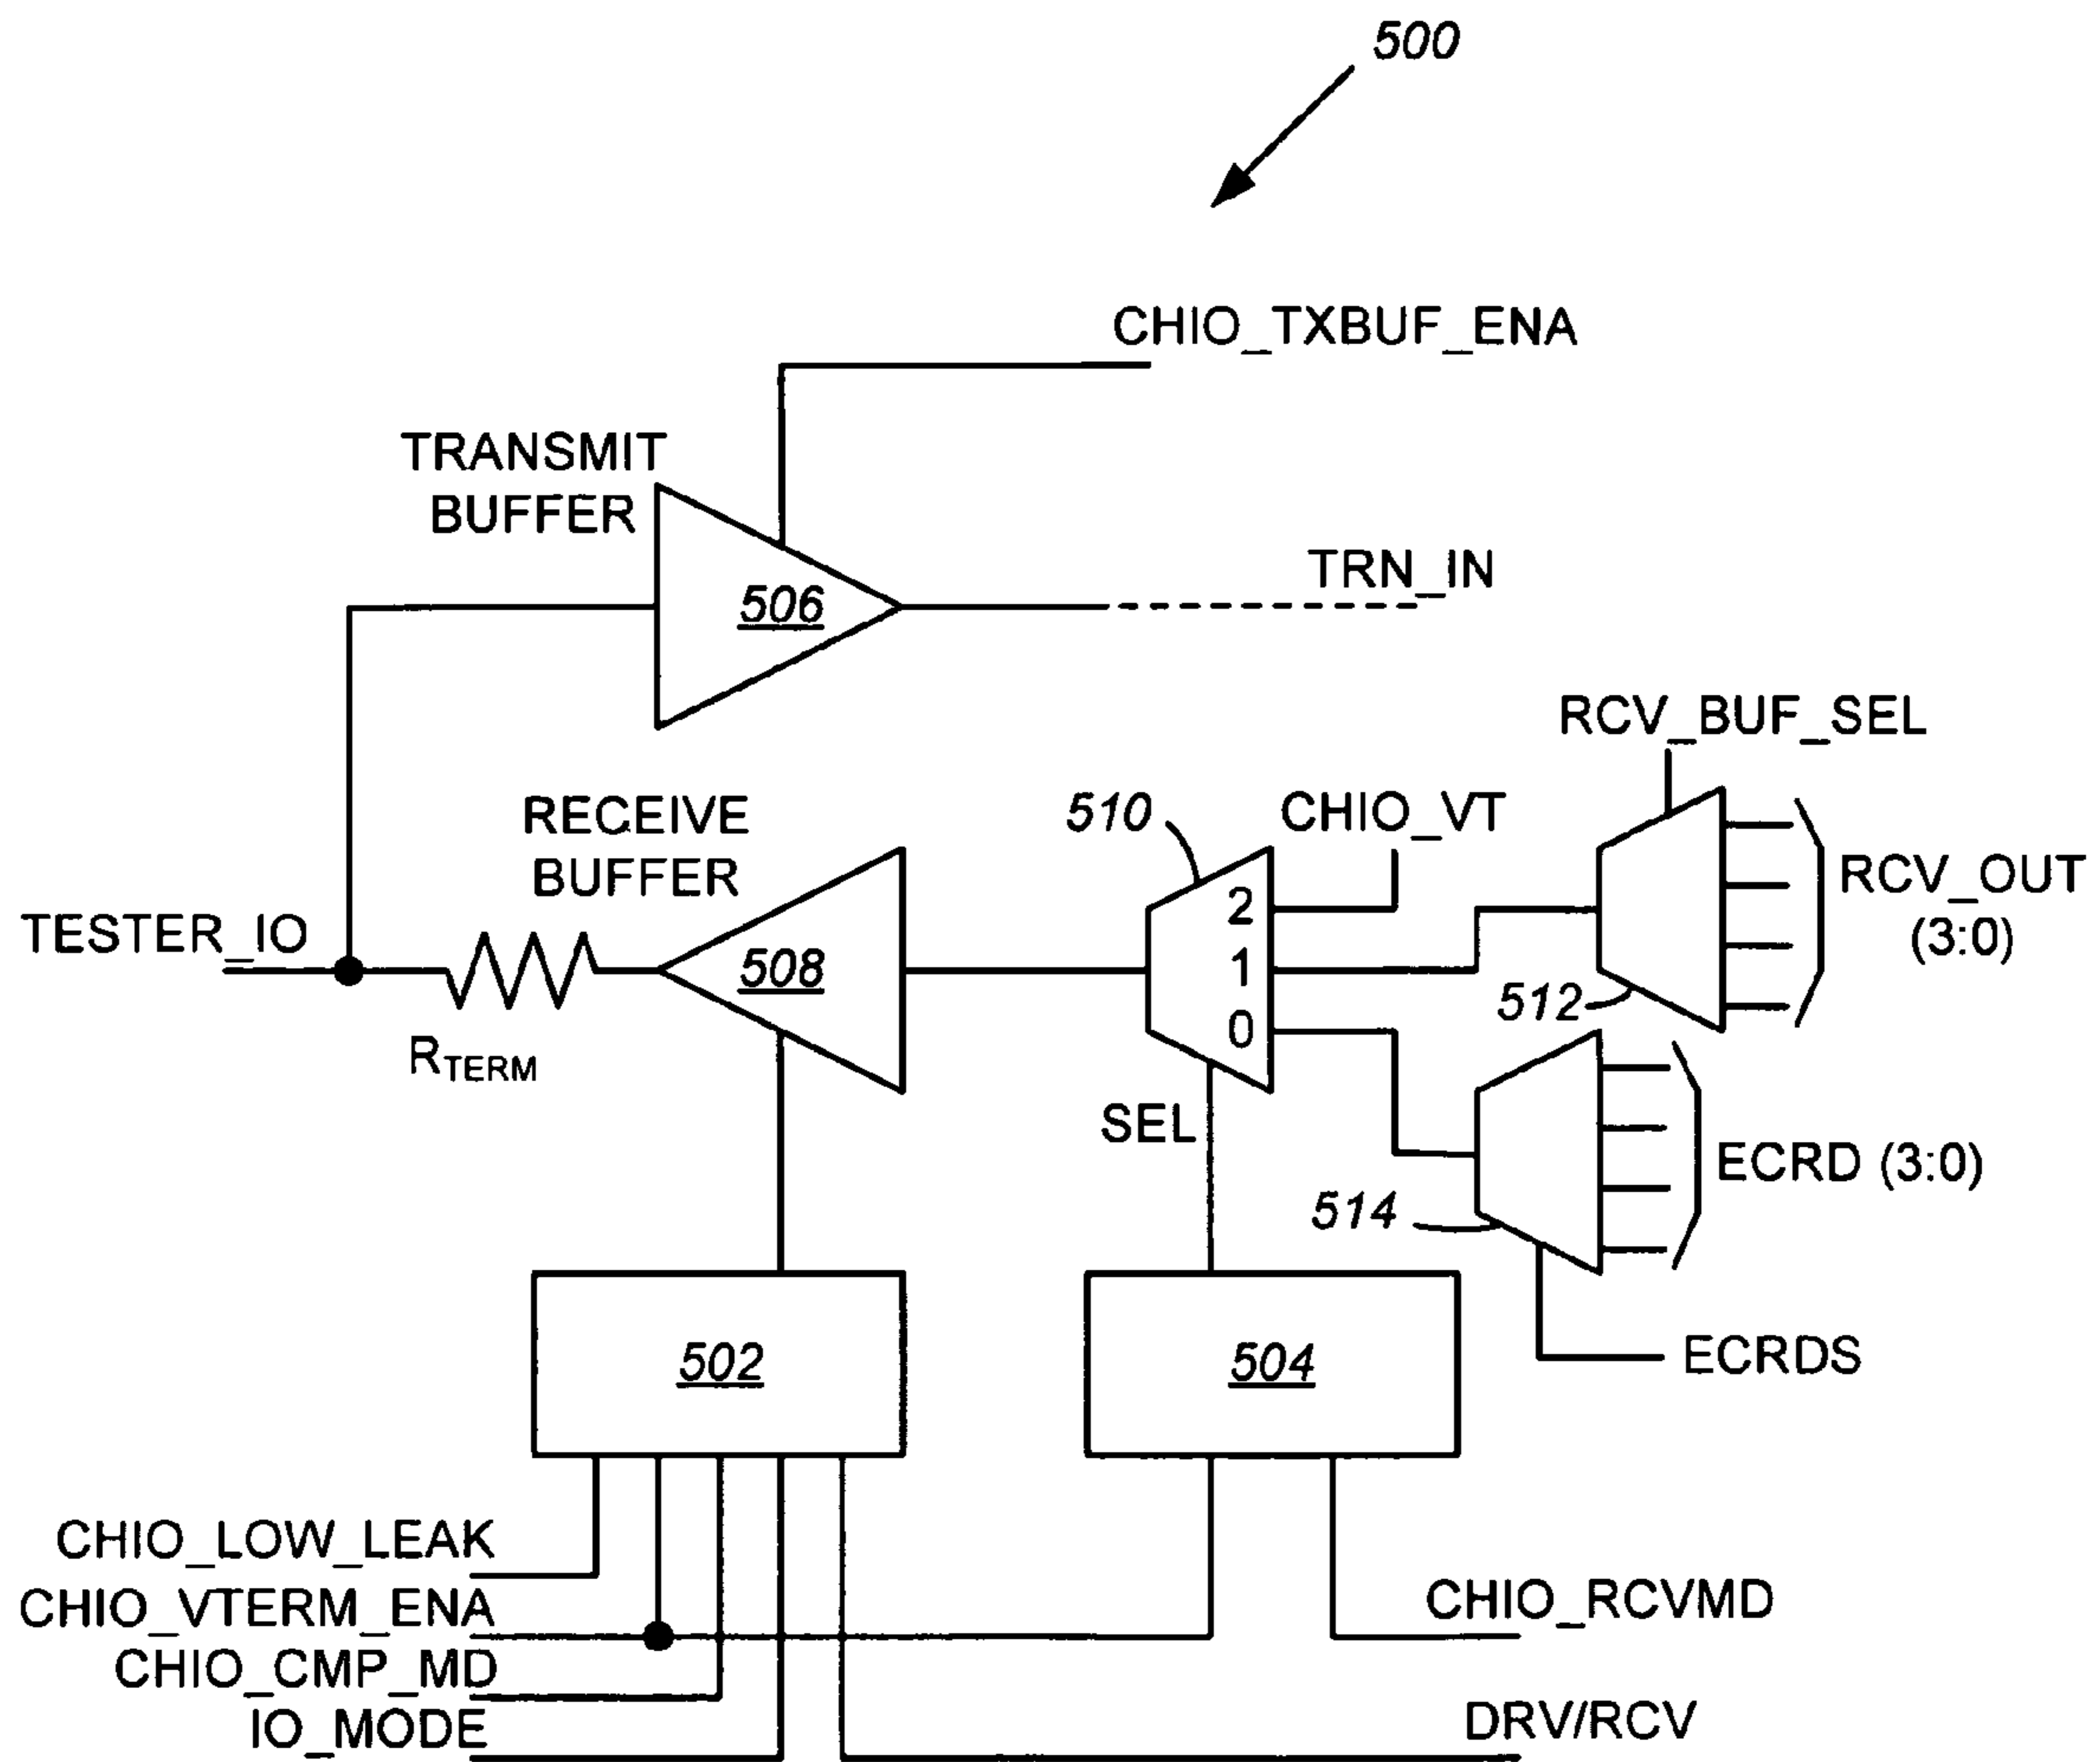 500
CHIO_TXBUF_ENA
TRANSMIT
BUFFER
506
TRN_IN
RCV_BUF_SEL
RECEIVE
BUFFER
510
CHIO_VT
2
1
0
RCV_OUT
(3:0)
512
TESTER_IO
508
RTERM
SEL
ECRD (3:0)
514
502
504
ECRDS
CHIO_LOW_LEAK
CHIO_VTERM_ENA
CHIO_CMP_MD
IO_MODE
CHIO_RCVMD
DRV/RCV